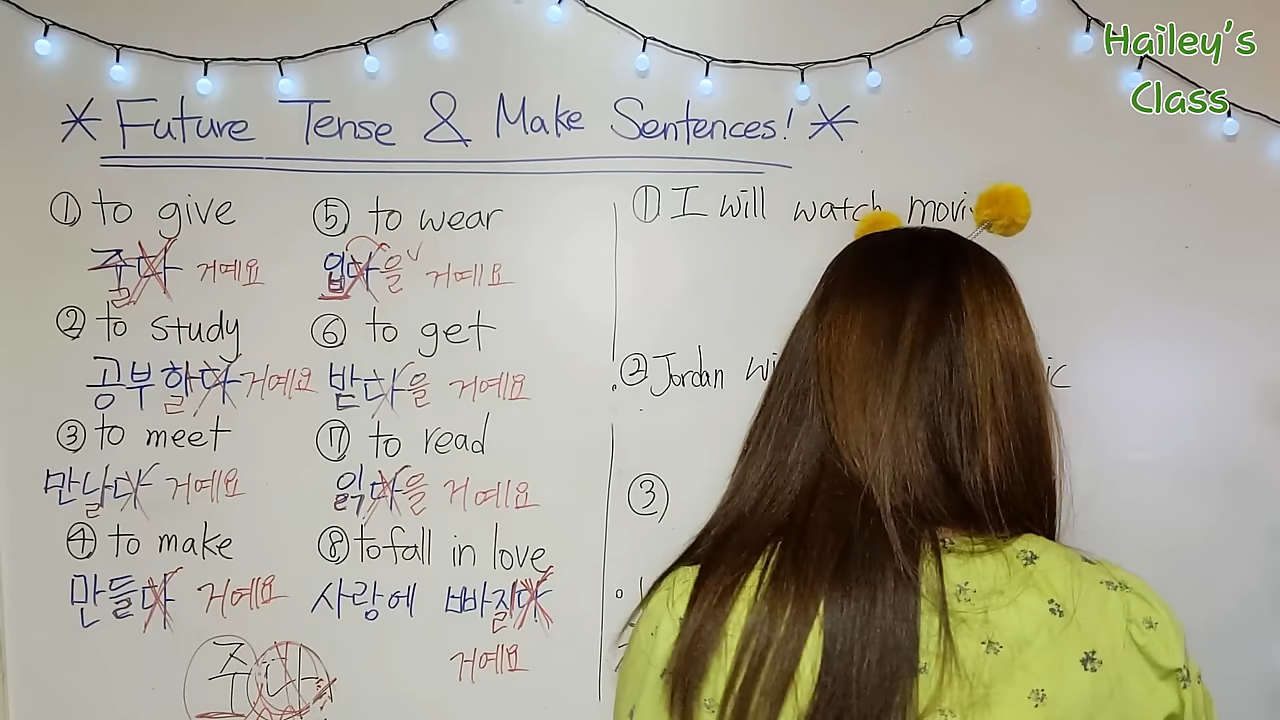 Hailey's
Class
* Future Tense & Make Sentences! *
① to give
줄다 거예요
② to study
공부할다 거예요
③ to meet
만날다 거예요
④ to make
만들다 거예요
주다
⑤ to wear
입다을 거예요
⑥ to get
받다을 거예요
⑦ to read
읽다을 거예요
⑧ to fall in love
사랑에 빠질다
거예요
① I will watch
② Jordan
③